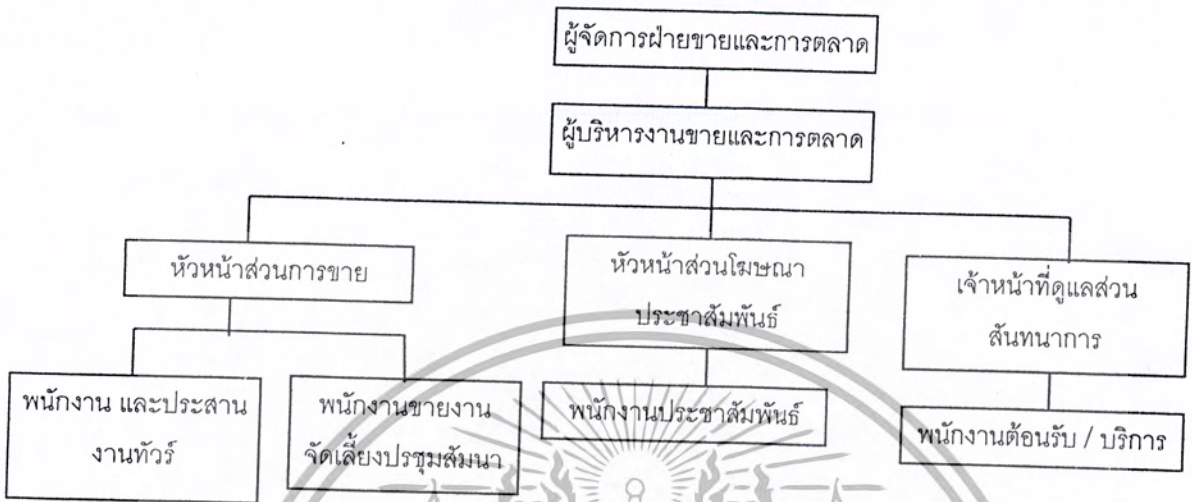 ผู้จัดการฝ่ายขายและการตลาด
ผู้บริหารงานขายและการตลาด
หัวหน้าส่วนการขาย
หัวหน้าส่วนโฆษณา
ประชาสัมพันธ์
เจ้าหน้าที่ดูแลส่วน
สันทนาการ
พนักงาน และประสาน
งานทัวร์
พนักงานขายงาน
จัดเลี้ยงประชุมสัมนา
พนักงานประชาสัมพันธ์
พนักงานต้อนรับ / บริการ